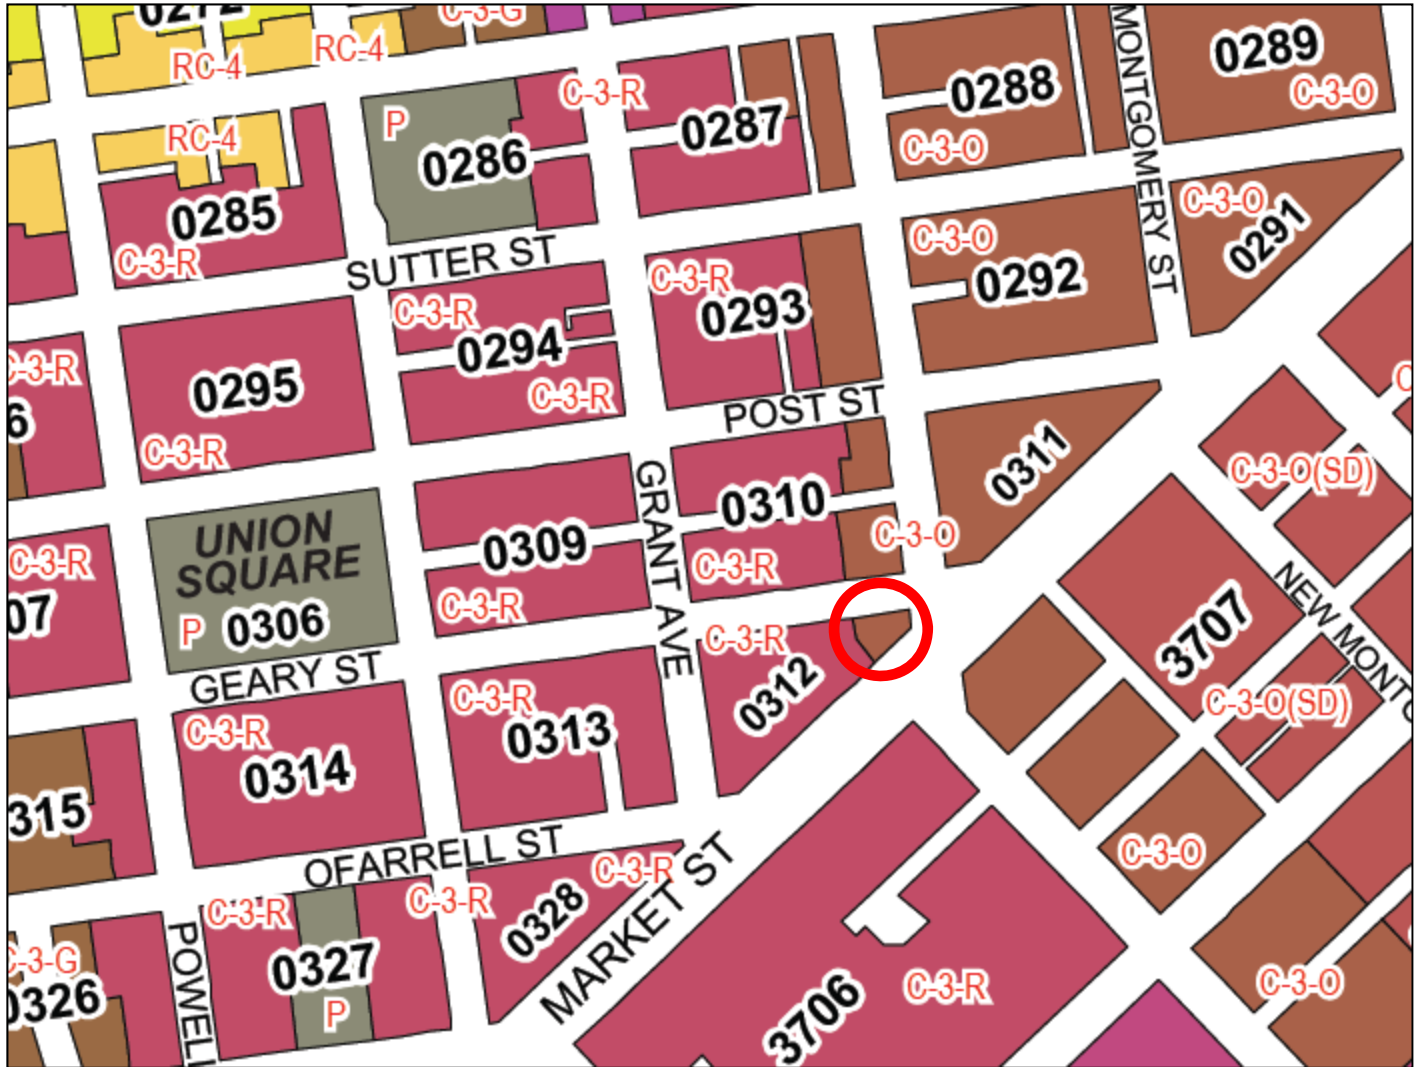 0272
C-3-G
RC-4
RC-4
MONTGOMERY ST
0289
C-3-O
C-3-R
0288
P
0287
RC-4
0286
C-3-O
0285
C-3-O
C-3-R
SUTTER ST
C-3-O
0291
C-3-R
0292
C-3-R
0293
0294
C-3-R
0295
C-3-R
POST ST
6
C-3-R
0311
C-3-O(SD)
GRANT AVE
0310
UNION
SQUARE
C-3-O
0309
C-3-R
C-3-R
NEW MONTG
07
P
0306
C-3-R
C-3-R
3707
GEARY ST
0312
C-3-R
C-3-O(SD)
C-3-R
0313
0314
315
OFARRELL ST
C-3-O
C-3-R
MARKET ST
C-3-R
C-3-R
0328
POWELL
C-3-G
0327
0326
P
C-3-R
C-3-O
3706